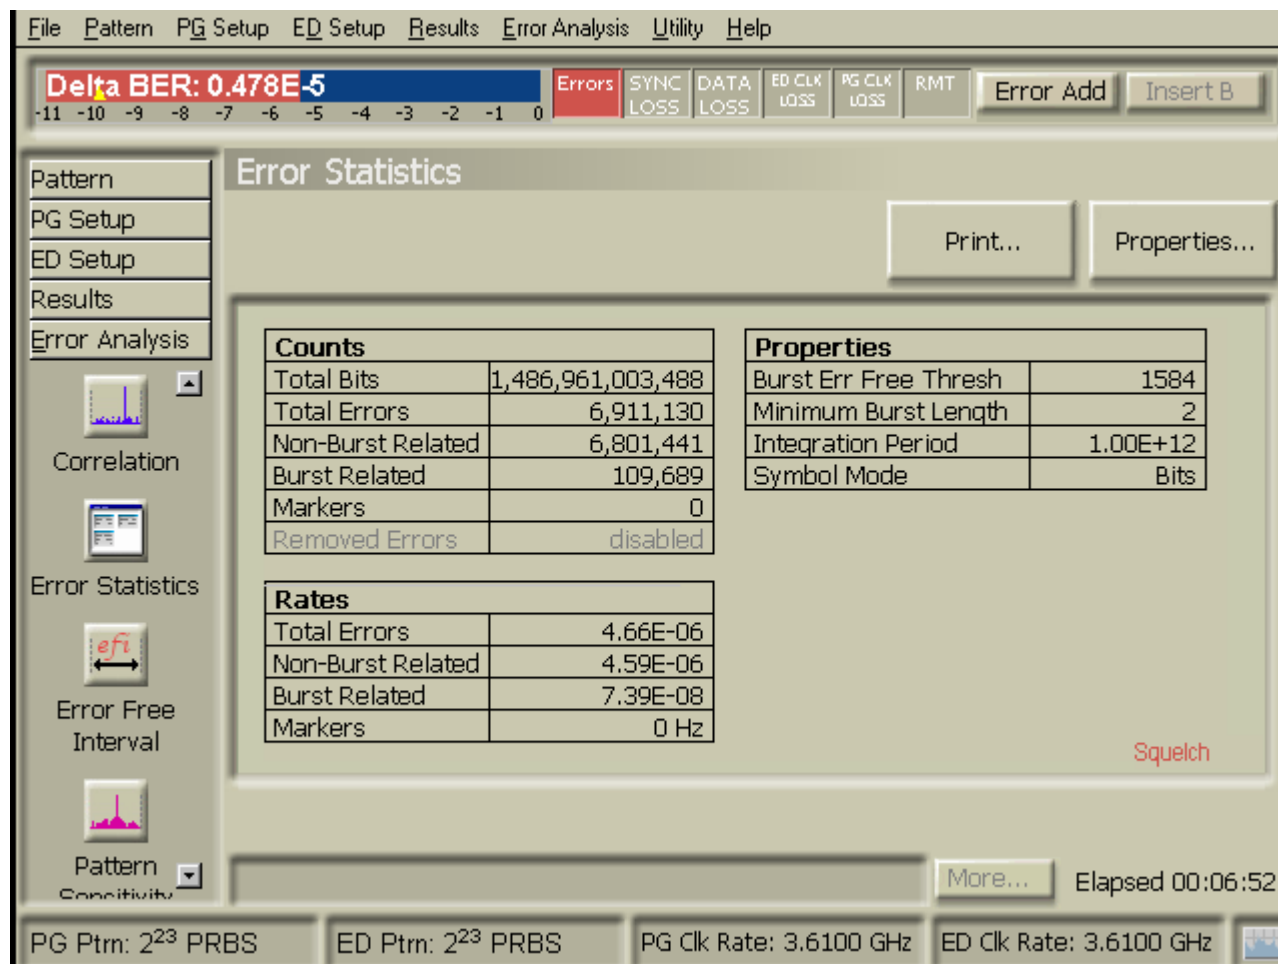 File Pattern PG Setup ED Setup Results Error Analysis Utility Help
Delta BER: 0.478E-5
-11 -10 -9 -8 -7 -6 -5 -4 -3 -2 -1 0
Errors
SYNC LOSS
DATA LOSS
ED CLK LOSS
PG CLK LOSS
RMT
Error Add
Insert B
Error Statistics
Pattern
PG Setup
ED Setup
Results
Error Analysis
Correlation
Error Statistics
efi
Error Free
Interval
Pattern
Sensitivity
Print...
Properties...
Counts
Total Bits 1,486,961,003,488
Total Errors 6,911,130
Non-Burst Related 6,801,441
Burst Related 109,689
Markers 0
Removed Errors disabled
Properties
Burst Err Free Thresh 1584
Minimum Burst Length 2
Integration Period 1.00E+12
Symbol Mode Bits
Rates
Total Errors 4.66E-06
Non-Burst Related 4.59E-06
Burst Related 7.39E-08
Markers 0 Hz
Squelch
More...
Elapsed 00:06:52
PG Ptrn: 2²³ PRBS
ED Ptrn: 2²³ PRBS
PG Clk Rate: 3.6100 GHz
ED Clk Rate: 3.6100 GHz